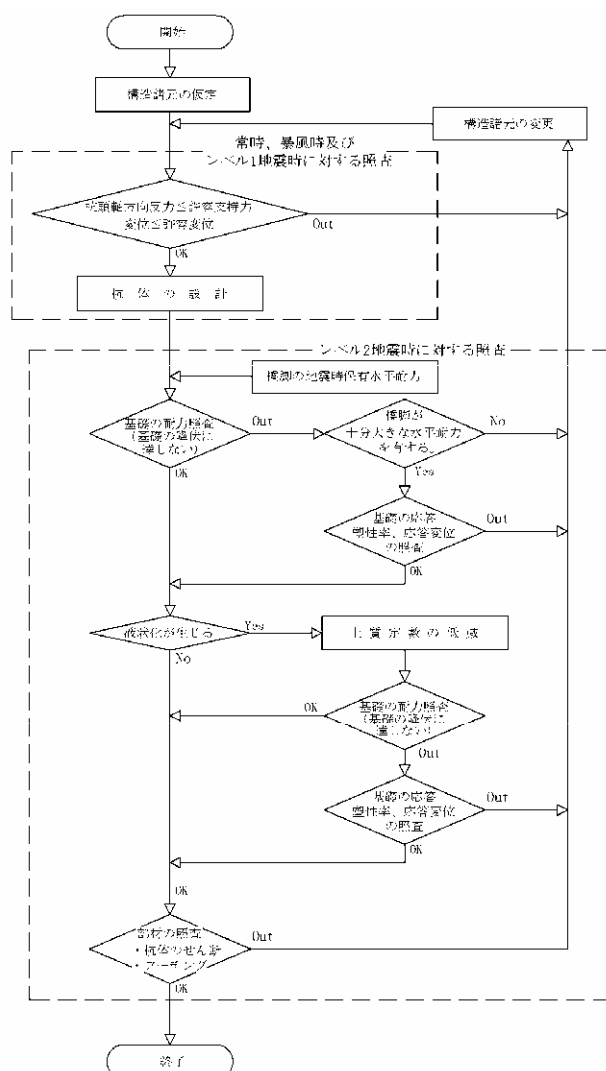 開始
構造諸元の仮定
構造諸元の変更
常時、暴風時及び
レベル1地震時に対する照査
杭頭軸方向反力≦許容支持力
変位≦許容変位
Out
OK
杭 体 の 設 計
レベル2地震時に対する照査
橋脚の地震時保有水平耐力
基礎の耐力照査
(基礎の降伏に
達しない)
Out
OK
橋脚が
十分大きな水平耐力
を有する。
No
Yes
基礎の応答
塑性率、応答変位
の照査
Out
OK
液状化が生じる
Yes
No
土 質 定 数 の 低 減
基礎の耐力照査
(基礎の降伏に
達しない)
OK
Out
基礎の応答
塑性率、応答変位
の照査
Out
OK
OK
部材の照査
・杭体のせん断
・フーチング
Out
OK
終了